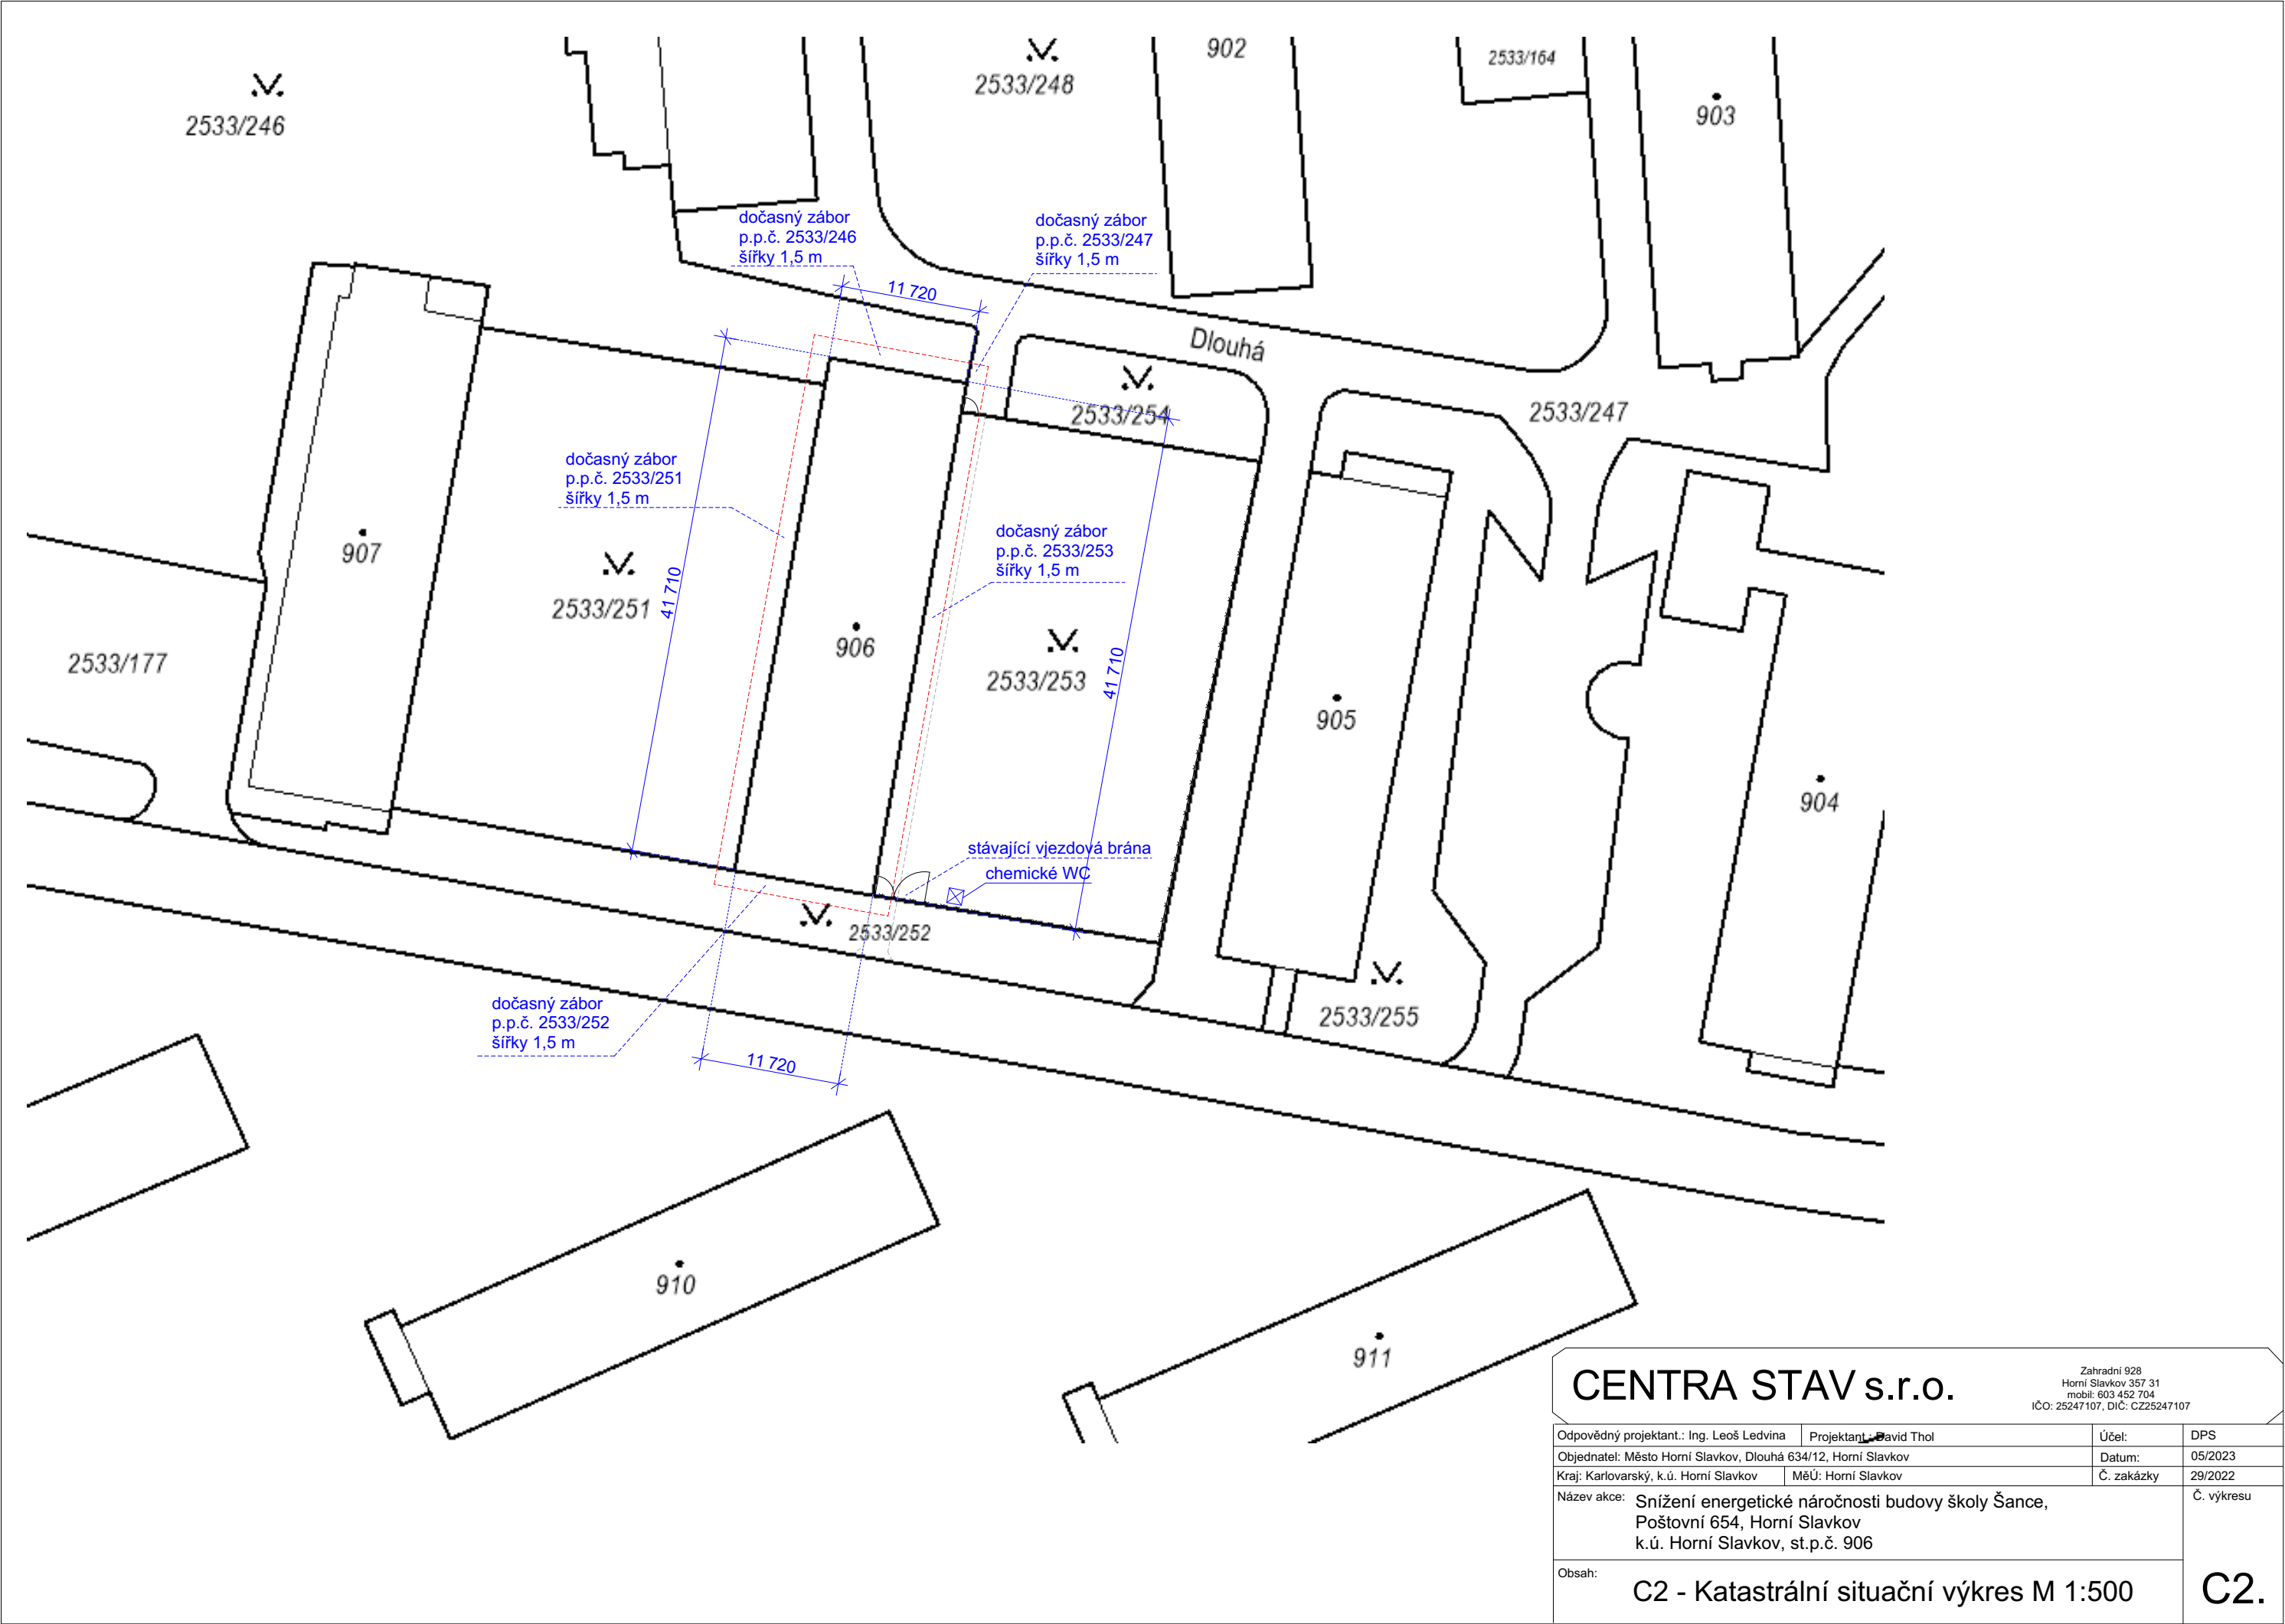 902
2533/164
2533/248
903
2533/246
dočasný zábor
p.p.č. 2533/246
šířky 1,5 m
dočasný zábor
p.p.č. 2533/247
šířky 1,5 m
11 720
Dlouhá
2533/254
2533/247
dočasný zábor
p.p.č. 2533/251
šířky 1,5 m
dočasný zábor
p.p.č. 2533/253
šířky 1,5 m
907
2533/251
41 710
906
2533/253
41 710
2533/177
905
904
stávající vjezdová brána
chemické WC
2533/252
2533/255
dočasný zábor
p.p.č. 2533/252
šířky 1,5 m
11 720
910
911
CENTRA STAV s.r.o.
Zahradní 928
Horní Slavkov 357 31
mobil: 603 452 704
IČO: 25247107, DIČ: CZ25247107
Odpovědný projektant.: Ing. Leoš Ledvina Projektant.: David Thol Účel: DPS
Objednatel: Město Horní Slavkov, Dlouhá 634/12, Horní Slavkov Datum: 05/2023
Kraj: Karlovarský, k.ú. Horní Slavkov MěÚ: Horní Slavkov Č. zakázky 29/2022
Název akce: Snížení energetické náročnosti budovy školy Šance, Č. výkresu
Poštovní 654, Horní Slavkov
k.ú. Horní Slavkov, st.p.č. 906
Obsah:
C2 - Katastrální situační výkres M 1:500 C2.